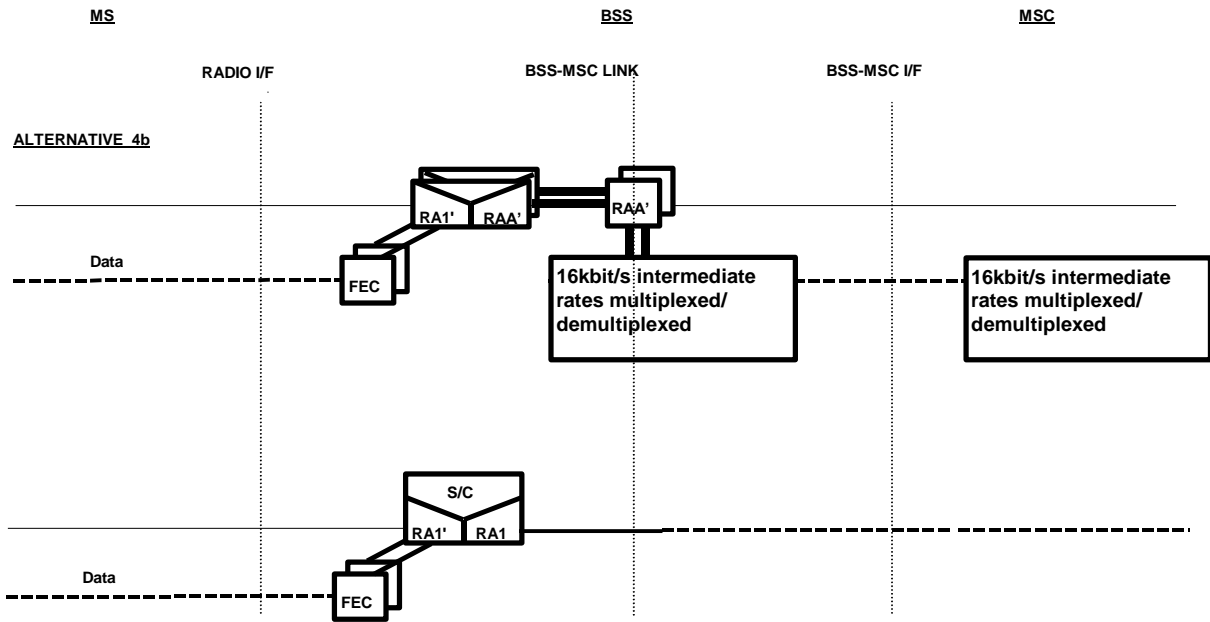 MS
BSS
MSC
RADIO I/F
BSS-MSC LINK
BSS-MSC I/F
ALTERNATIVE 4b
RA1'
RAA’
RAA’
Data
FEC
16kbit/s intermediate
rates multiplexed/
demultiplexed
16kbit/s intermediate
rates multiplexed/
demultiplexed
S/C
RA1'
RA1
Data
FEC